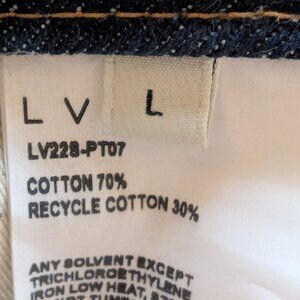 L V
L
LV228-PT07
COTTON 70%
RECYCLE COTTON 30%
ANY SOLVENT EXCEPT
TRICHLOROETHYLENE
IRON LOW HEAT,